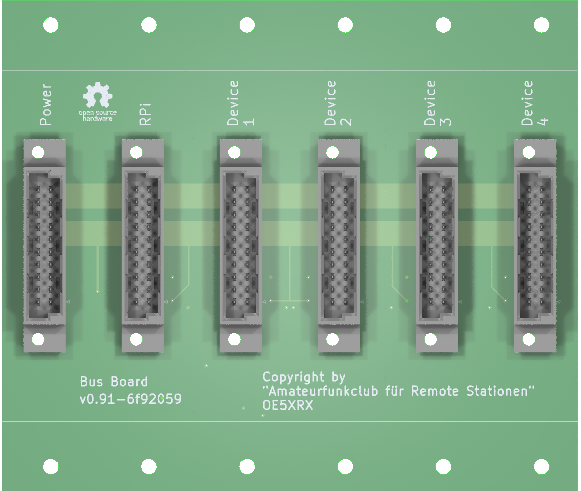 Power
open source
hardware
RPi
Device
1
Device
2
Device
3
Device
4
Bus Board
v0.91-6f92059
Copyright by
"Amateurfunkclub für Remote Stationen"
OE5XRX